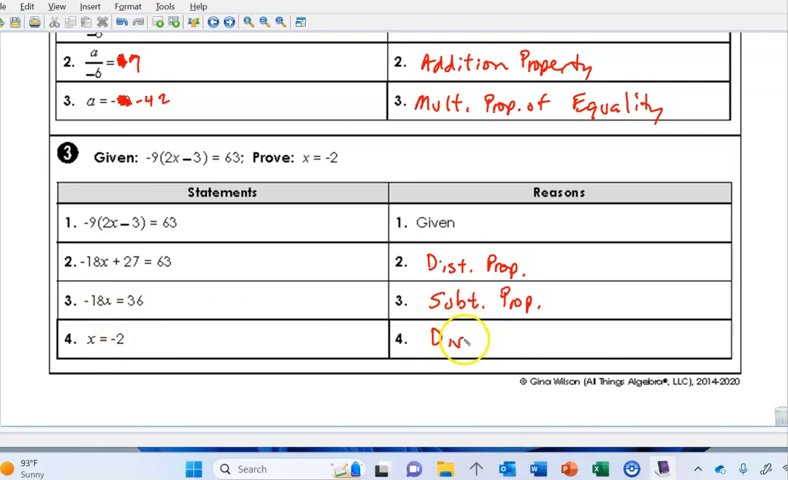 Edit View Insert Format Tools Help
-6
2. a/-6 = 7
2. Addition Property
3. a = -42
3. Mult. Prop. of Equality
3 Given: -9(2x – 3) = 63; Prove: x = -2
Statements Reasons
1. -9(2x – 3) = 63
1. Given
2. -18x + 27 = 63
2. Dist. Prop.
3. -18x = 36
3. Subt. Prop.
4. x = -2
4. Div
© Gina Wilson (All Things Algebra®, LLC), 2014-2020
93°F
Sunny
Search